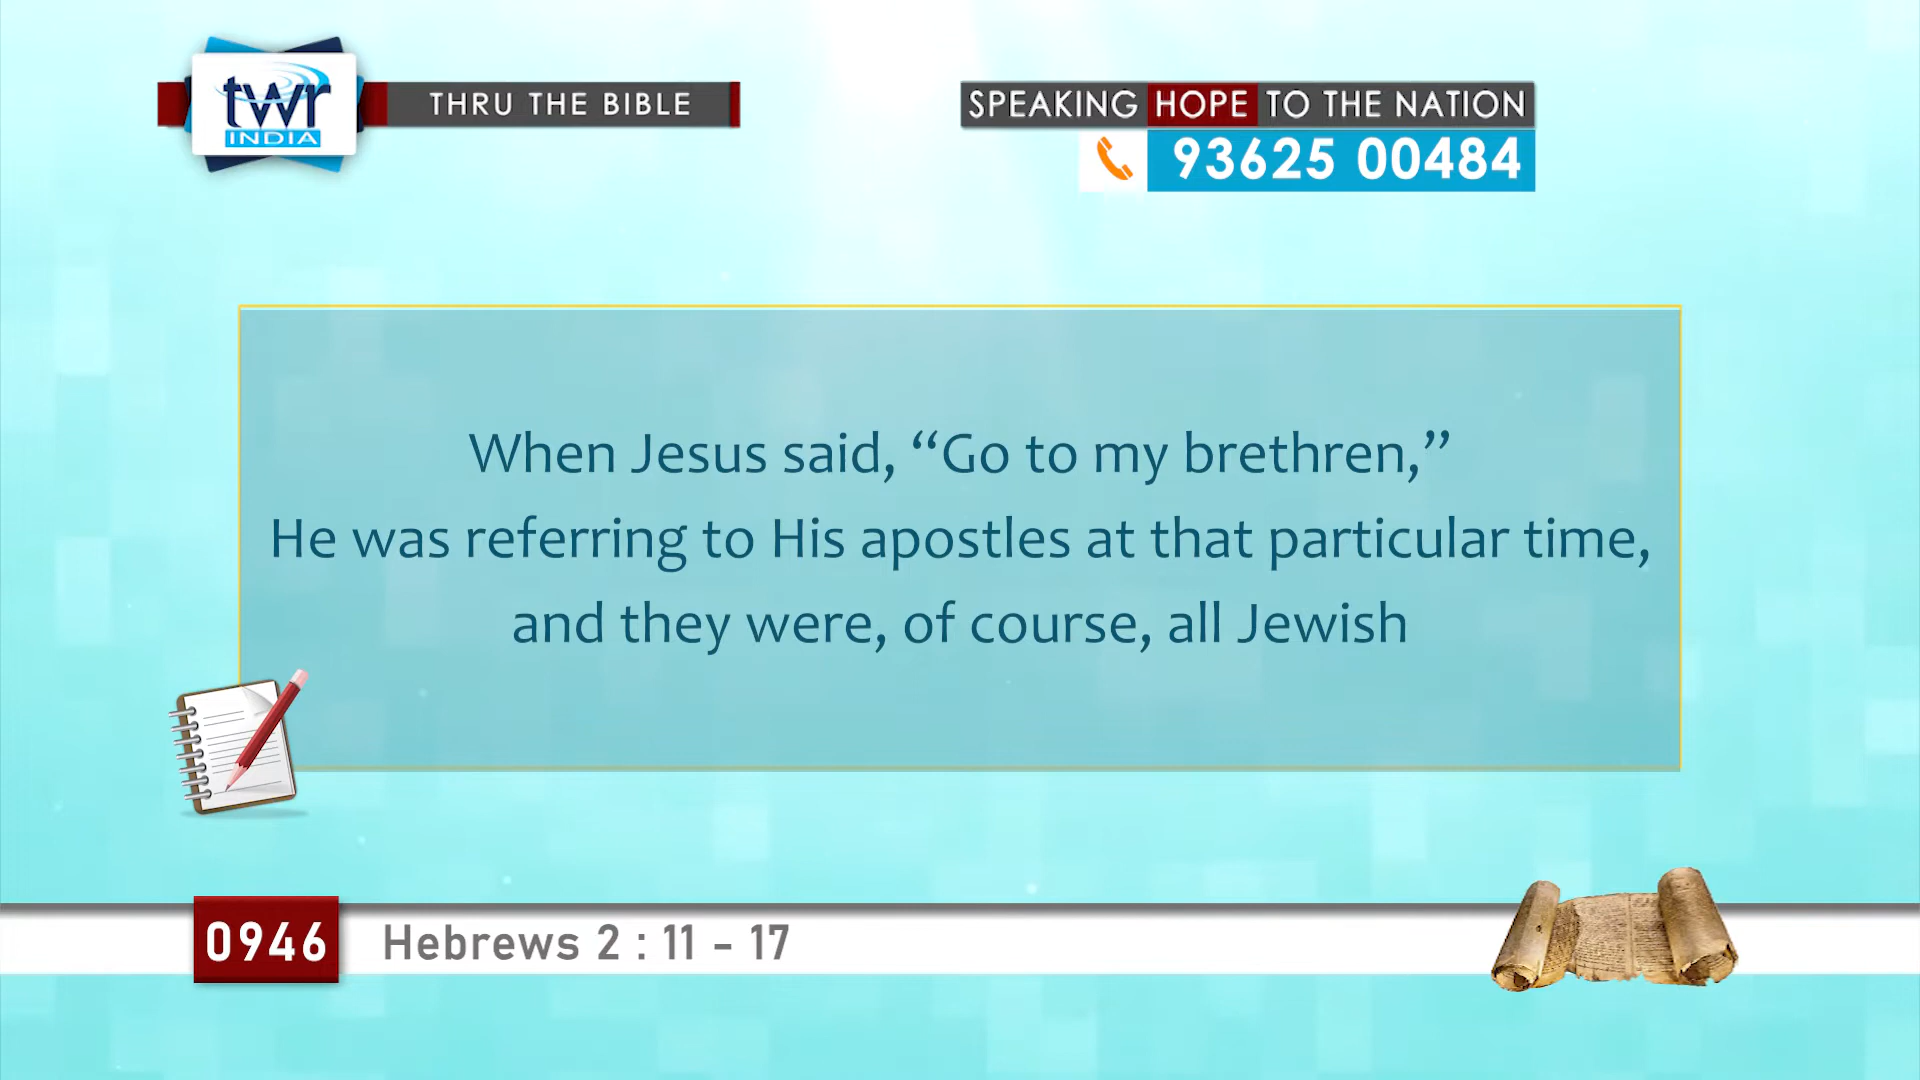 twr
INDIA
THRU THE BIBLE
SPEAKING HOPE TO THE NATION
93625 00484
When Jesus said, “Go to my brethren,”
He was referring to His apostles at that particular time,
and they were, of course, all Jewish
0946
Hebrews 2 : 11 - 17